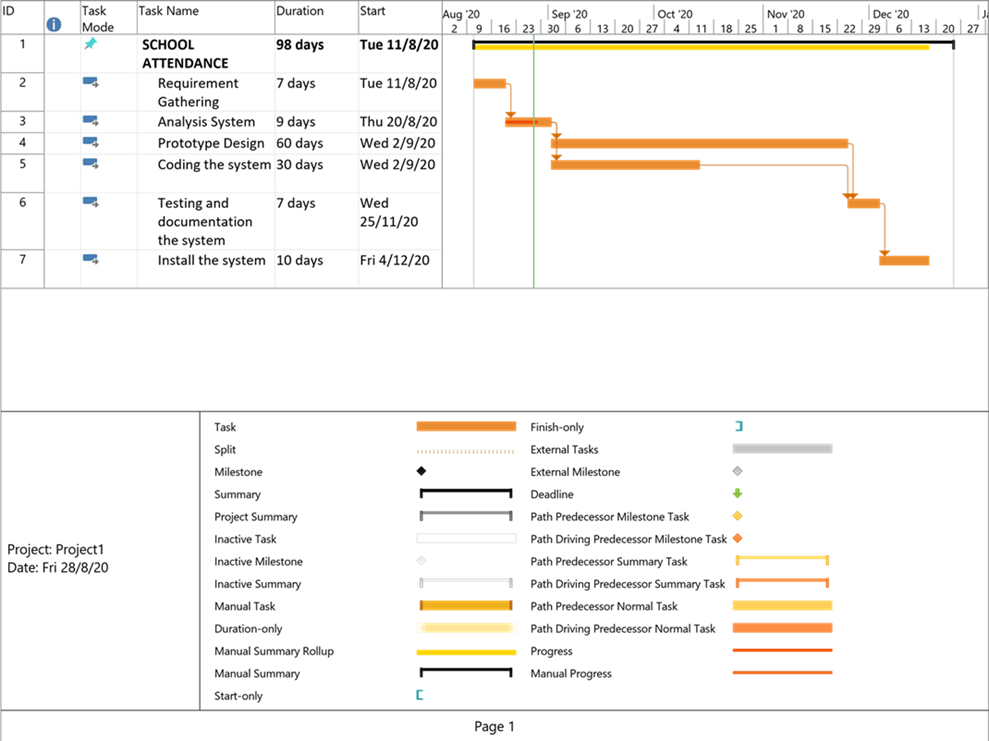 ID Task Mode Task Name Duration Start
Aug '20 Sep '20 Oct '20 Nov '20 Dec '20
2 9 16 23 30 6 13 20 27 4 11 18 25 1 8 15 22 29 6 13 20 27
1 SCHOOL ATTENDANCE 98 days Tue 11/8/20
2 Requirement Gathering 7 days Tue 11/8/20
3 Analysis System 9 days Thu 20/8/20
4 Prototype Design 60 days Wed 2/9/20
5 Coding the system 30 days Wed 2/9/20
6 Testing and documentation the system 7 days Wed 25/11/20
7 Install the system 10 days Fri 4/12/20
Project: Project1
Date: Fri 28/8/20
Task
Split
Milestone
Summary
Project Summary
Inactive Task
Inactive Milestone
Inactive Summary
Manual Task
Duration-only
Manual Summary Rollup
Manual Summary
Start-only
Finish-only
External Tasks
External Milestone
Deadline
Path Predecessor Milestone Task
Path Driving Predecessor Milestone Task
Path Predecessor Summary Task
Path Driving Predecessor Summary Task
Path Predecessor Normal Task
Path Driving Predecessor Normal Task
Progress
Manual Progress
Page 1